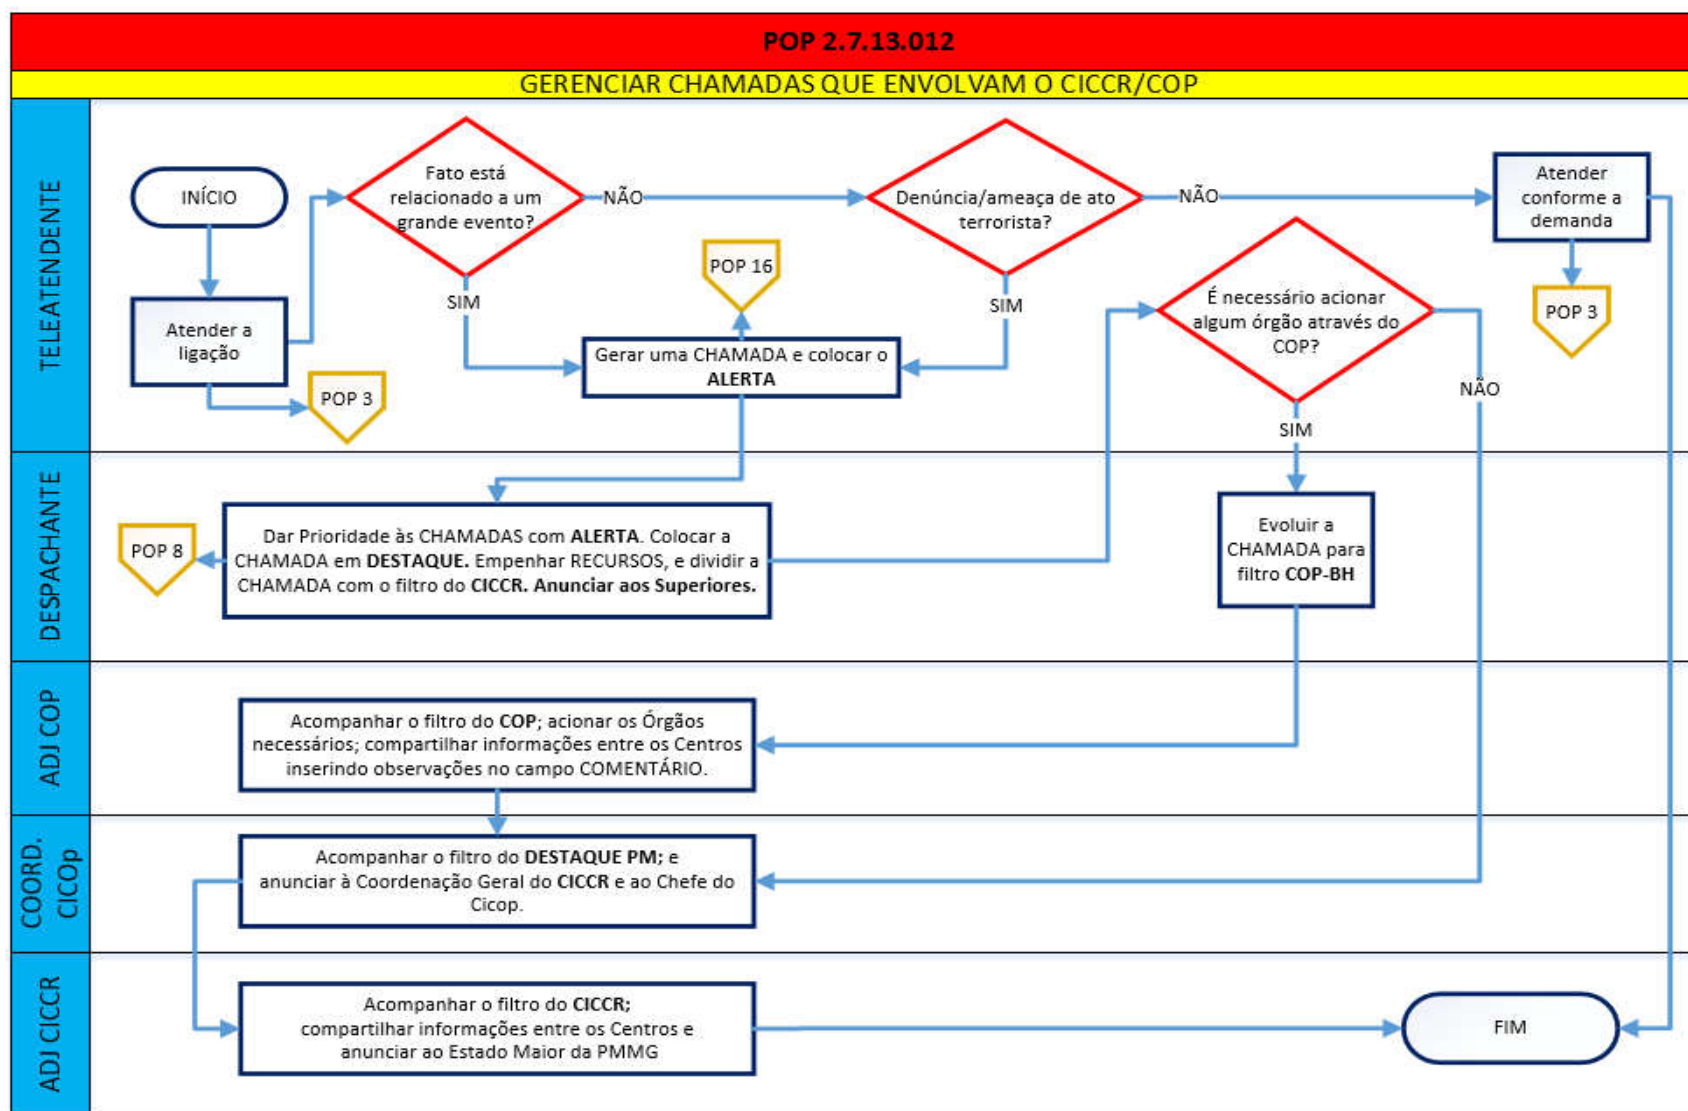 POP 2.7.13.012
GERENCIAR CHAMADAS QUE ENVOLVAM O CICCR/COP
TELEATENDENTE
INÍCIO
Atender a
ligação
POP 3
Fato está
relacionado a um
grande evento?
NÃO
SIM
Denúncia/ameaça de ato
terrorista?
NÃO
SIM
POP 16
Gerar uma CHAMADA e colocar o
ALERTA
É necessário acionar
algum órgão através do
COP?
NÃO
SIM
Atender
conforme a
demanda
POP 3
DESPACHANTE
POP 8
Dar Prioridade às CHAMADAS com ALERTA. Colocar a
CHAMADA em DESTAQUE. Empenhar RECURSOS, e dividir a
CHAMADA com o filtro do CICCR. Anunciar aos Superiores.
Evoluir a
CHAMADA para
filtro COP-BH
ADJ COP
Acompanhar o filtro do COP; acionar os Órgãos
necessários; compartilhar informações entre os Centros
inserindo observações no campo COMENTÁRIO.
COORD.
CICOp
Acompanhar o filtro do DESTAQUE PM; e
anunciar à Coordenação Geral do CICCR e ao Chefe do
Cicop.
ADJ CICCR
Acompanhar o filtro do CICCR;
compartilhar informações entre os Centros e
anunciar ao Estado Maior da PMMG
FIM